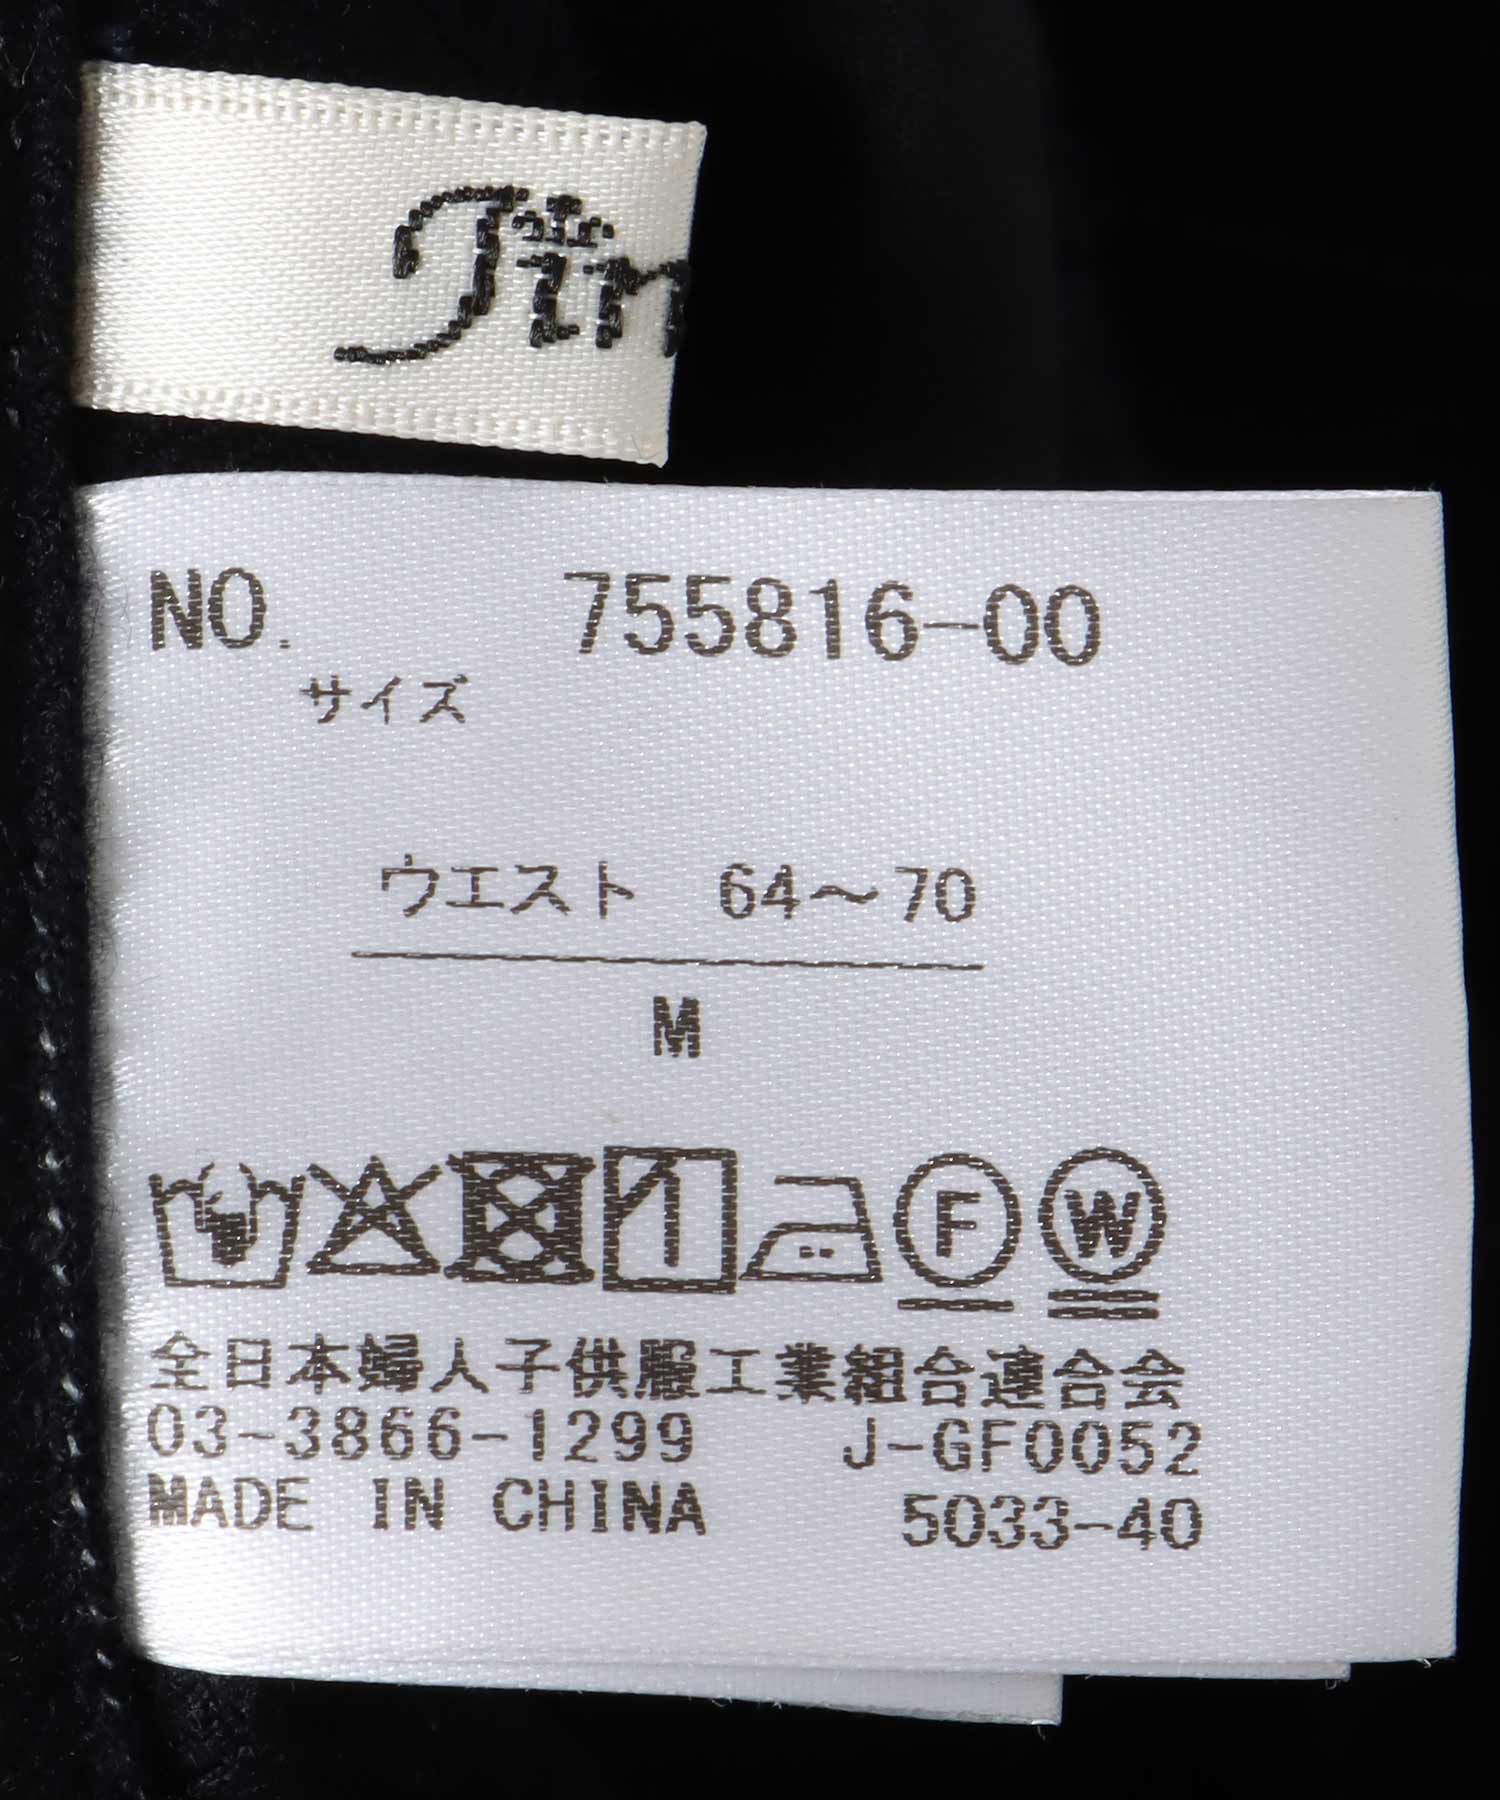 Tin
NO. 755816-00
サイズ
ウエスト 64〜70
M
F W
全日本婦人子供服工業組合連合会
03-3866-1299 J-GF0052
MADE IN CHINA 5033-40